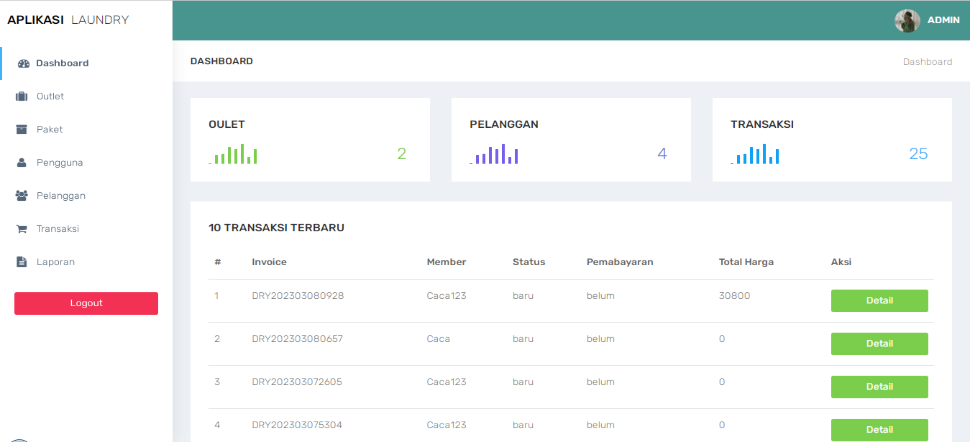 APLIKASI LAUNDRY
ADMIN
Dashboard
Outlet
Paket
Pengguna
Pelanggan
Transaksi
Laporan
Logout
DASHBOARD
Dashboard
OULET
2
PELANGGAN
4
TRANSAKSI
25
10 TRANSAKSI TERBARU
# Invoice Member Status Pemabayaran Total Harga Aksi
1 DRY202303080928 Caca123 baru belum 30800 Detail
2 DRY202303080657 Caca baru belum 0 Detail
3 DRY202303072605 Caca123 baru belum 0 Detail
4 DRY202303075304 Caca123 baru belum 0 Detail